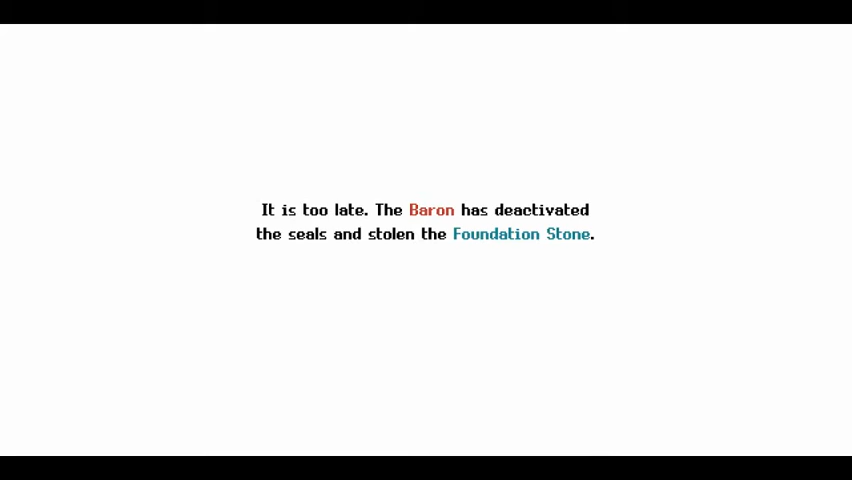 It is too late. The Baron has deactivated
the seals and stolen the Foundation Stone.